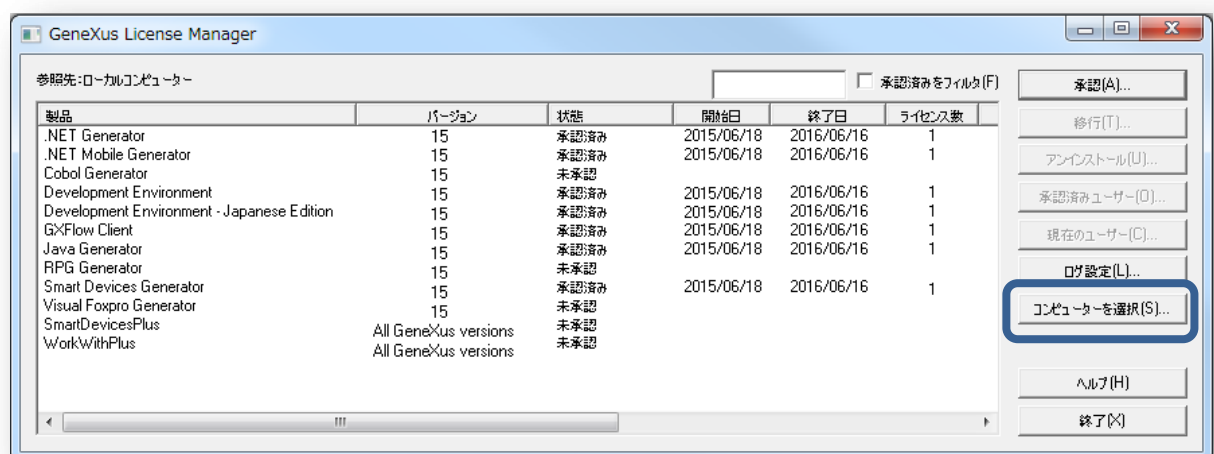 GeneXus License Manager
参照先:ローカルコンピューター
承認済みをフィルタ(F)
承認(A)...
製品 バージョン 状態 開始日 終了日 ライセンス数
.NET Generator 15 承認済み 2015/06/18 2016/06/16 1
.NET Mobile Generator 15 承認済み 2015/06/18 2016/06/16 1
Cobol Generator 15 未承認
Development Environment 15 承認済み 2015/06/18 2016/06/16 1
Development Environment - Japanese Edition 15 承認済み 2015/06/18 2016/06/16 1
GXFlow Client 15 承認済み 2015/06/18 2016/06/16 1
Java Generator 15 承認済み 2015/06/18 2016/06/16 1
RPG Generator 15 未承認
Smart Devices Generator 15 承認済み 2015/06/18 2016/06/16 1
Visual Foxpro Generator 15 未承認
SmartDevicesPlus All GeneXus versions 未承認
WorkWithPlus All GeneXus versions 未承認
移行(T)...
アンインストール(U)...
承認済みユーザー(O)...
現在のユーザー(C)...
ログ設定(L)...
コンピューターを選択(S)...
ヘルプ(H)
終了(X)